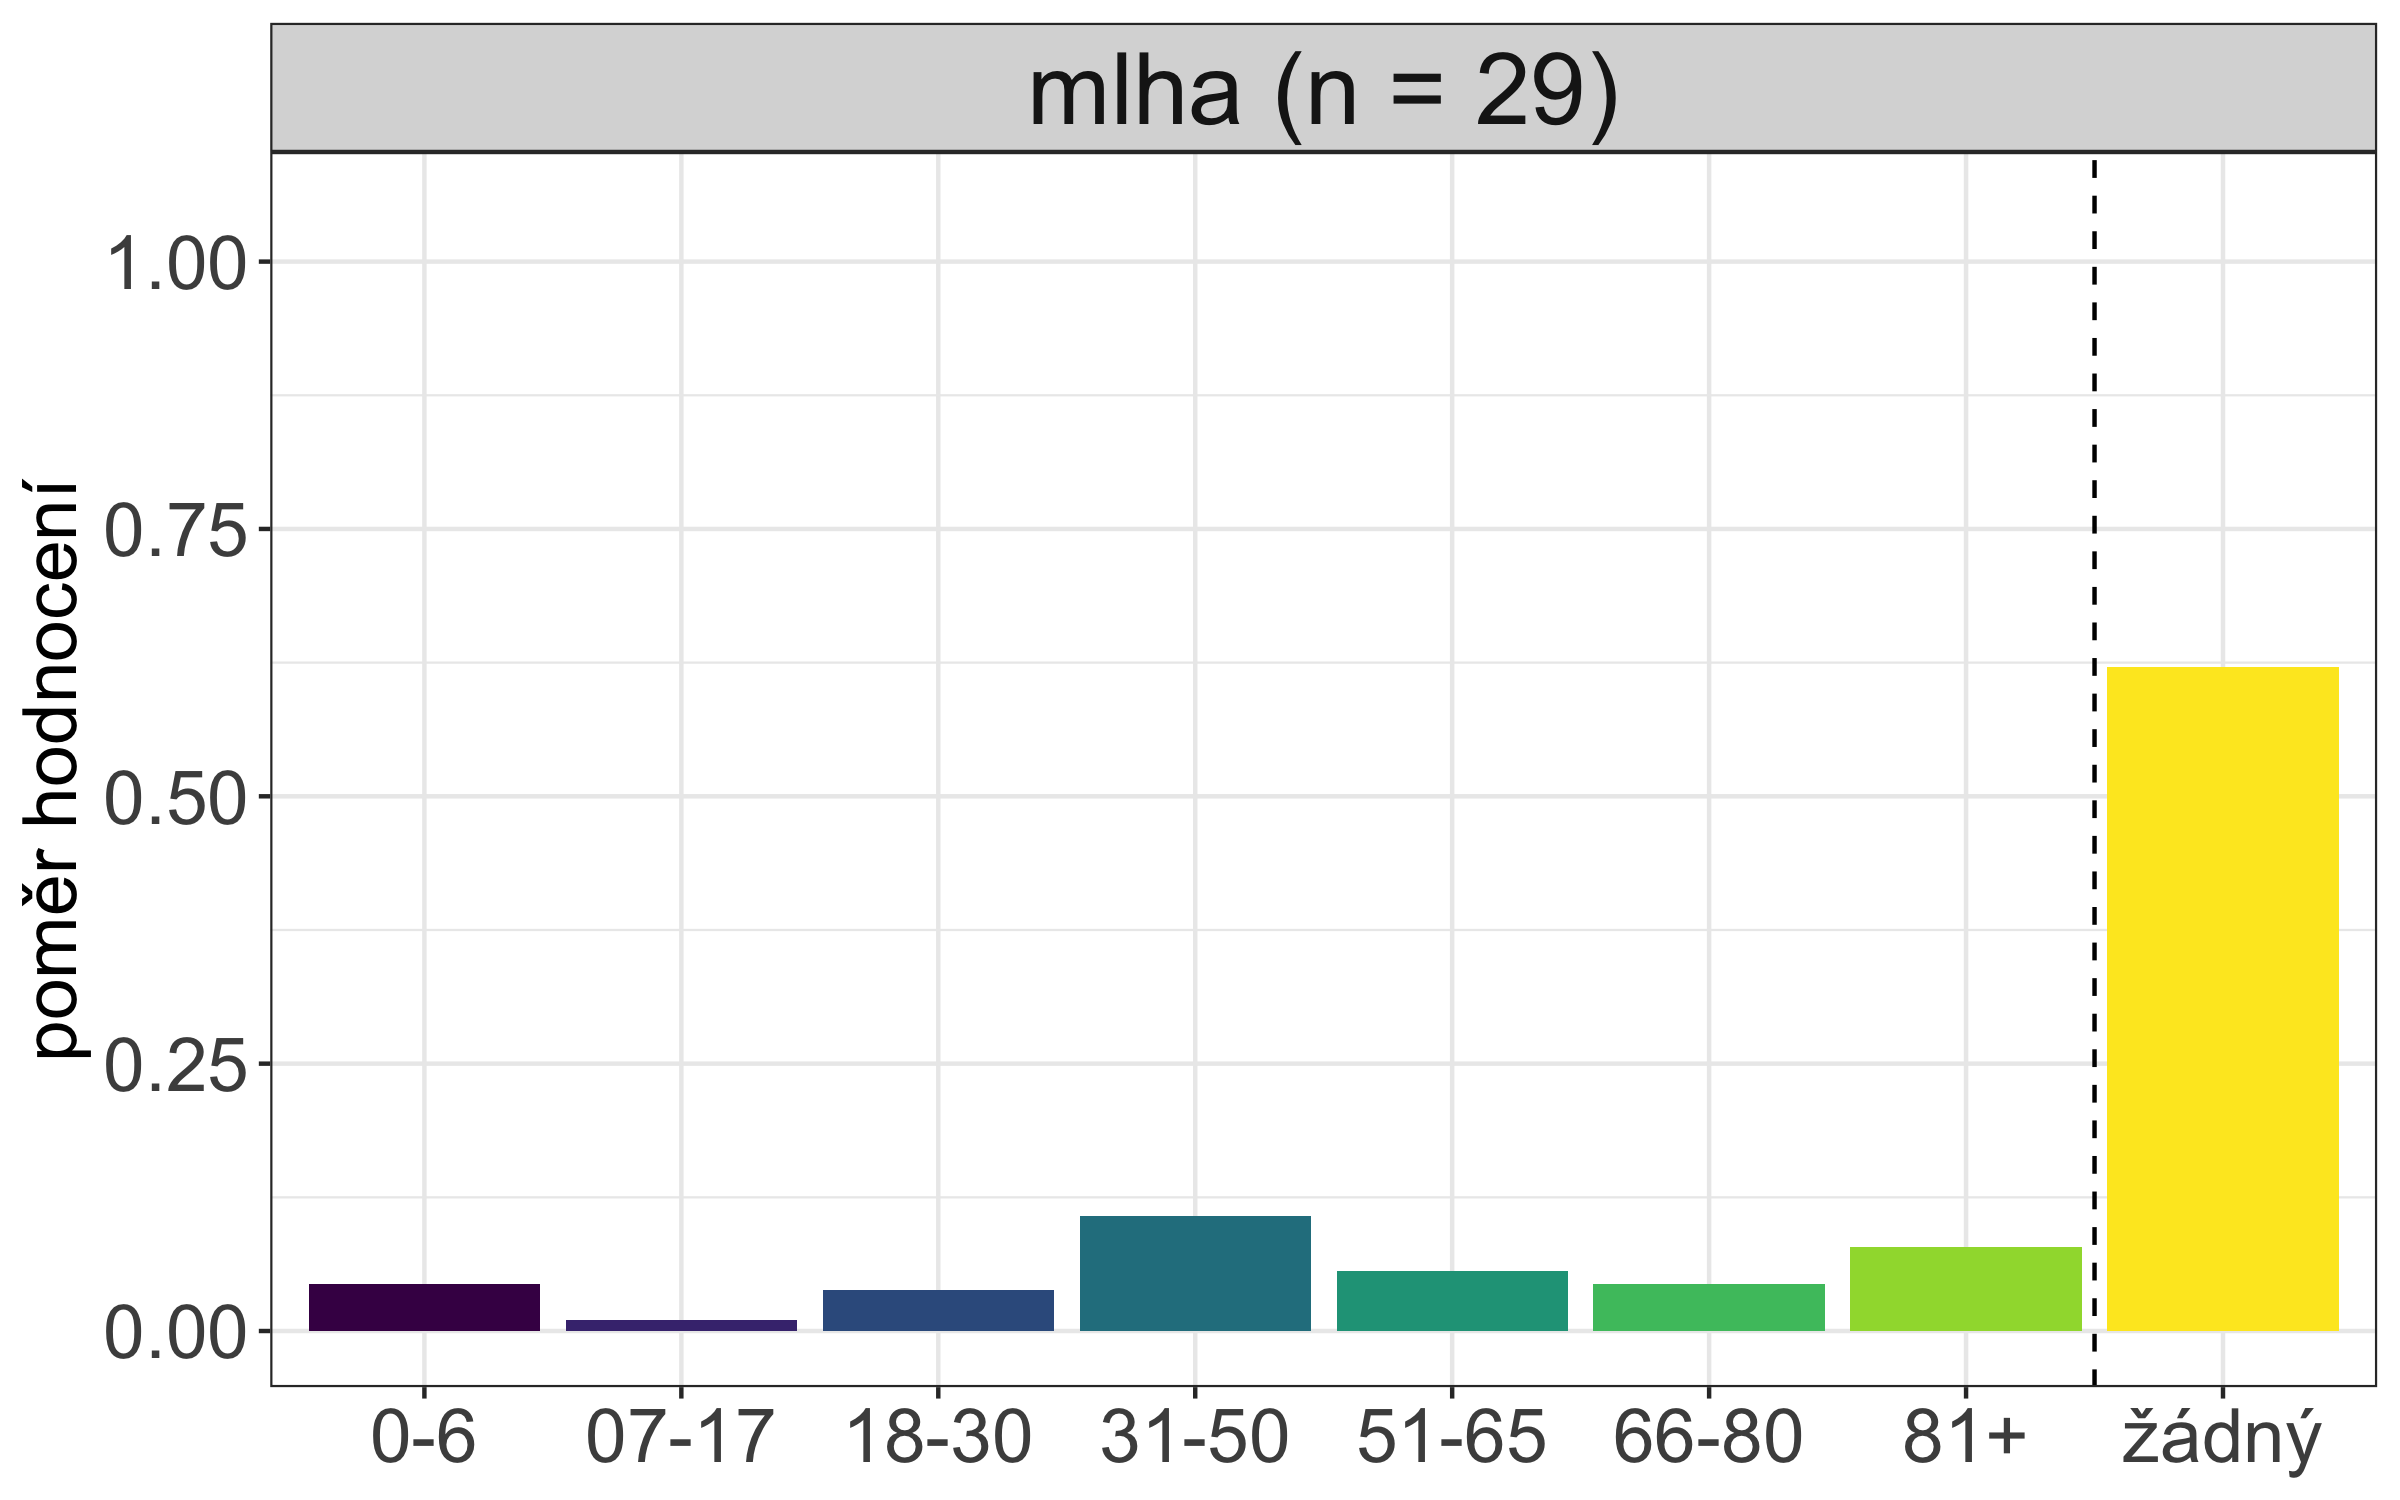 mlha (n = 29)
poměr hodnocení
1.00
0.75
0.50
0.25
0.00
0-6 07-17 18-30 31-50 51-65 66-80 81+ žádný